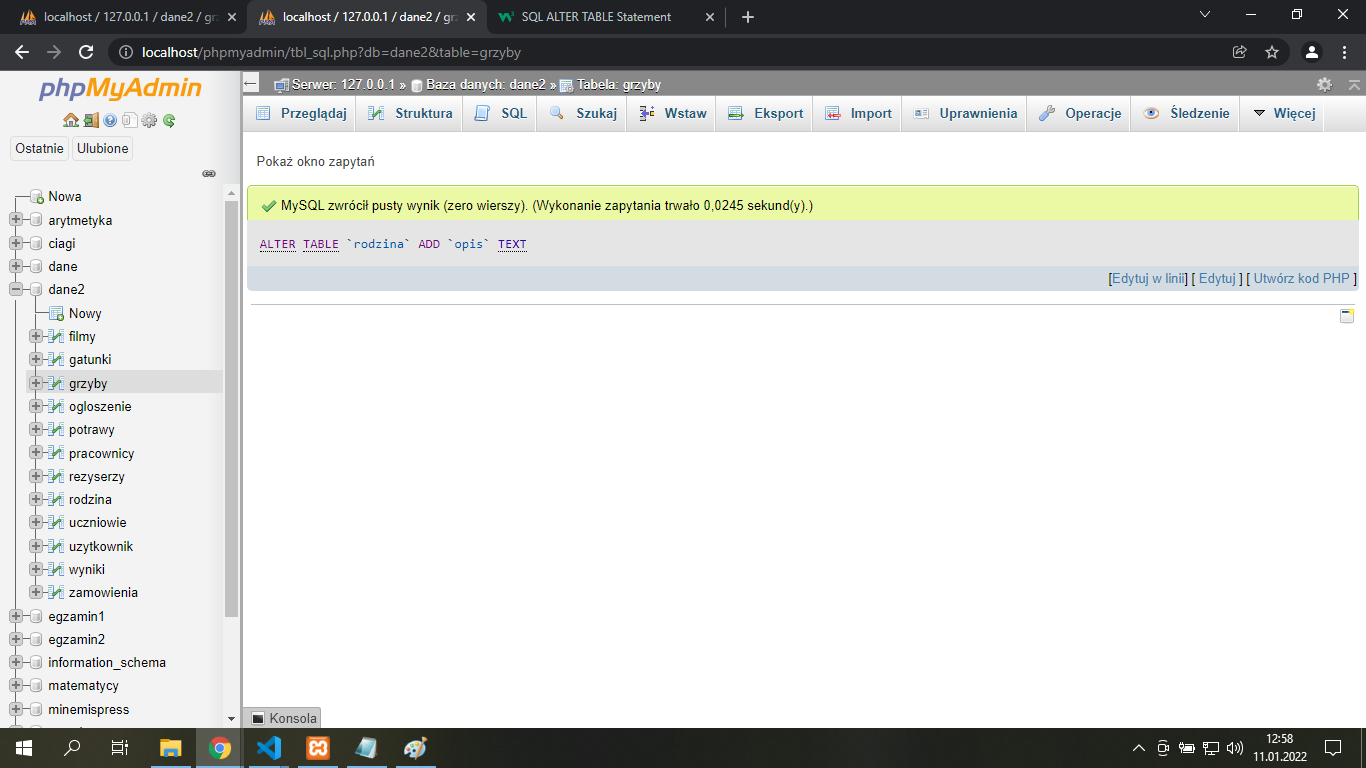 localhost / 127.0.0.1 / dane2 / grz
localhost / 127.0.0.1 / dane2 / grz
SQL ALTER TABLE Statement
localhost/phpmyadmin/tbl_sql.php?db=dane2&table=grzyby
phpMyAdmin
Ostatnie Ulubione
Nowa
arytmetyka
ciagi
dane
dane2
Nowy
filmy
gatunki
grzyby
ogloszenie
potrawy
pracownicy
rezyserzy
rodzina
uczniowie
uzytkownik
wyniki
zamowienia
egzamin1
egzamin2
information_schema
matematycy
minemispress
Serwer: 127.0.0.1 » Baza danych: dane2 » Tabela: grzyby
Przeglądaj Struktura SQL Szukaj Wstaw Eksport Import Uprawnienia Operacje Śledzenie Więcej
Pokaż okno zapytań
MySQL zwrócił pusty wynik (zero wierszy). (Wykonanie zapytania trwało 0,0245 sekund(y).)
ALTER TABLE `rodzina` ADD `opis` TEXT
[Edytuj w linii] [ Edytuj ] [ Utwórz kod PHP ]
Konsola
12:58
11.01.2022